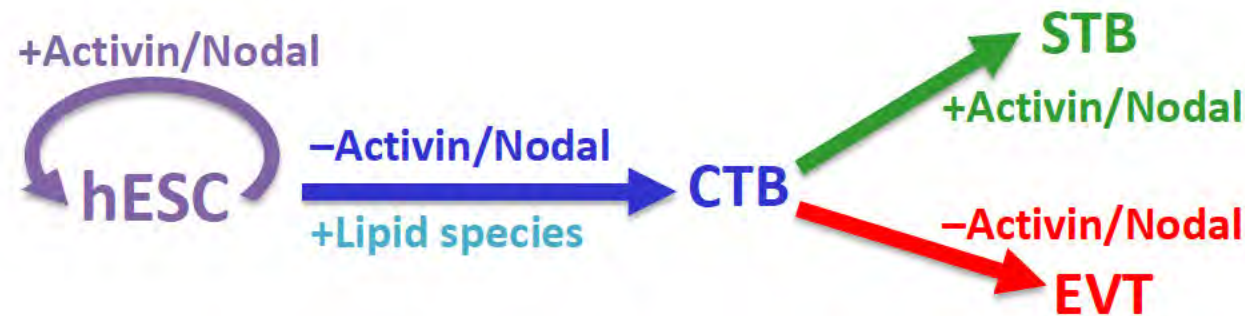 +Activin/Nodal
hESC
–Activin/Nodal
+Lipid species
CTB
STB
+Activin/Nodal
–Activin/Nodal
EVT